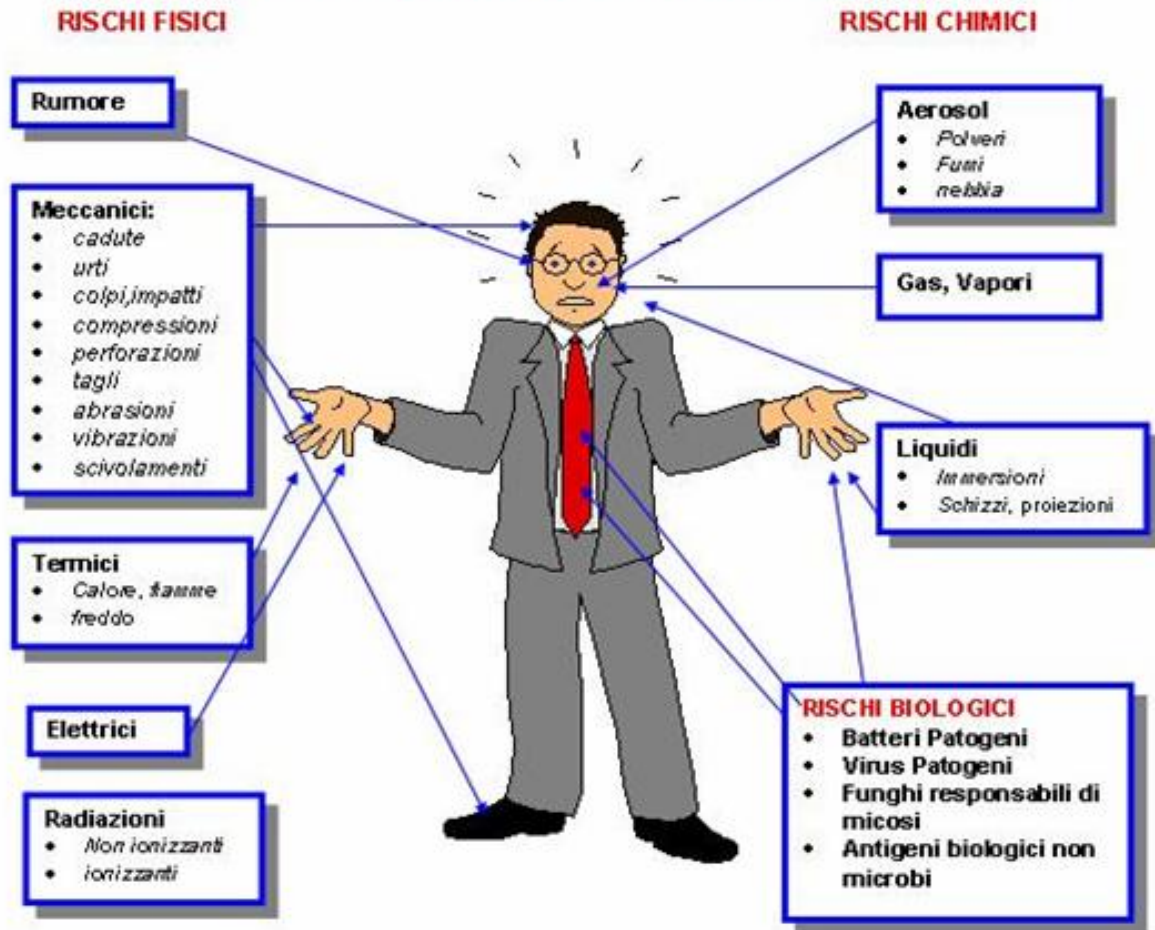 RISCHI FISICI
Rumore
Meccanici:
• cadute
• urti
• colpi,impatti
• compressioni
• perforazioni
• tagli
• abrasioni
• vibrazioni
• scivolamenti
Termici
• Calore, fiamme
• freddo
Elettrici
Radiazioni
• Non ionizzanti
• ionizzanti
RISCHI CHIMICI
Aerosol
• Polveri
• Fumi
• nebbia
Gas, Vapori
Liquidi
• Immersioni
• Schizzi, proiezioni
RISCHI BIOLOGICI
• Batteri Patogeni
• Virus Patogeni
• Funghi responsabili di
micosi
• Antigeni biologici non
microbi